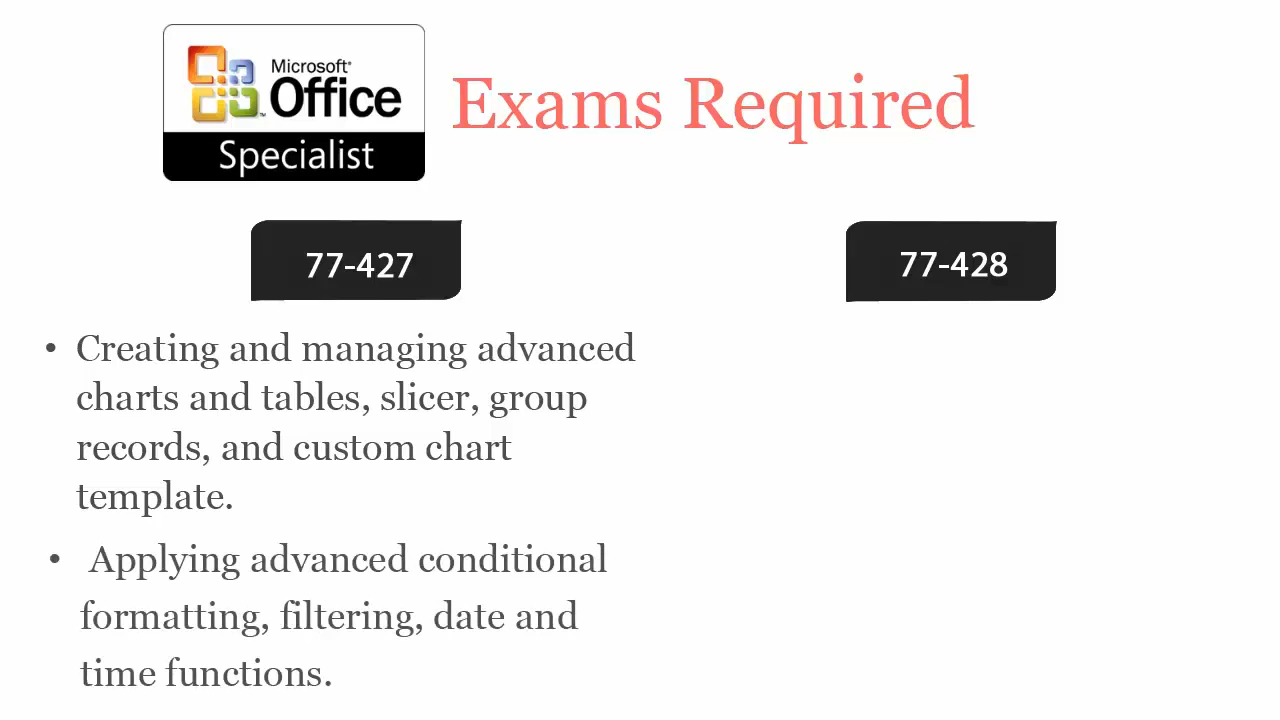 Microsoft®
Office™
Specialist
Exams Required
77-427
77-428
• Creating and managing advanced
charts and tables, slicer, group
records, and custom chart
template.
• Applying advanced conditional
formatting, filtering, date and
time functions.